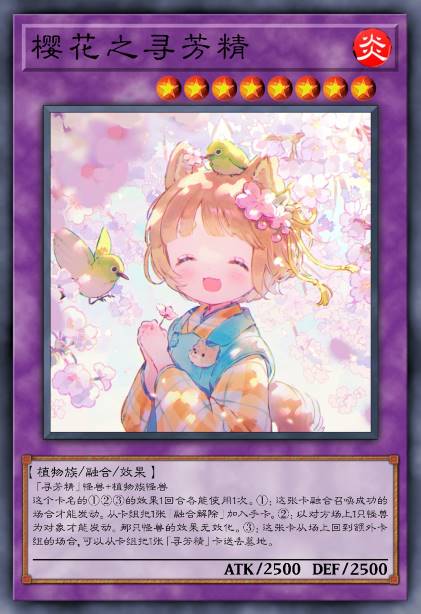 樱花之寻芳精
炎
【植物族/融合/效果】
「寻芳精」怪兽+植物族怪兽
这个卡名的①②③的效果1回合各能使用1次。①：这张卡融合召唤成功的
场合才能发动。从卡组把1张「融合解除」加入手卡。②：以对方场上1只怪兽
为对象才能发动。那只怪兽的效果无效化。③：这张卡从场上回到额外卡
组的场合，可以从卡组把1张「寻芳精」卡送去墓地。
ATK/2500 DEF/2500